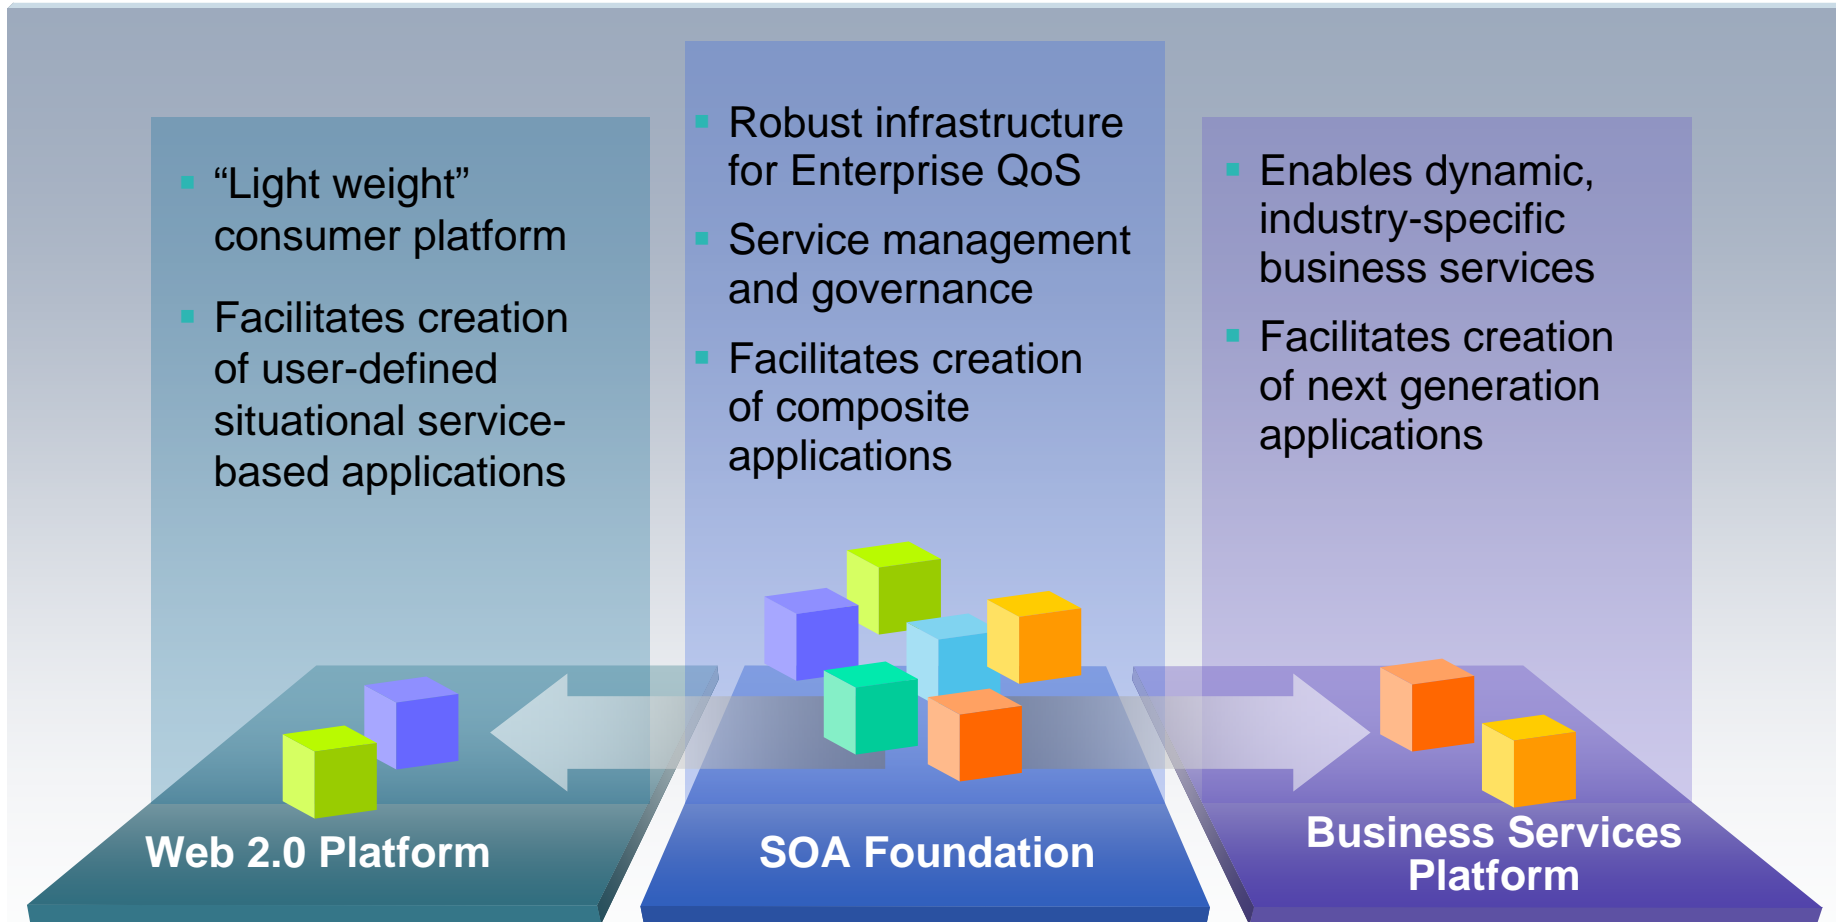 “Light weight”
consumer platform
Facilitates creation
of user-defined
situational service-
based applications
Robust infrastructure
for Enterprise QoS
Service management
and governance
Facilitates creation
of composite
applications
Enables dynamic,
industry-specific
business services
Facilitates creation
of next generation
applications
Web 2.0 Platform
SOA Foundation
Business Services
Platform